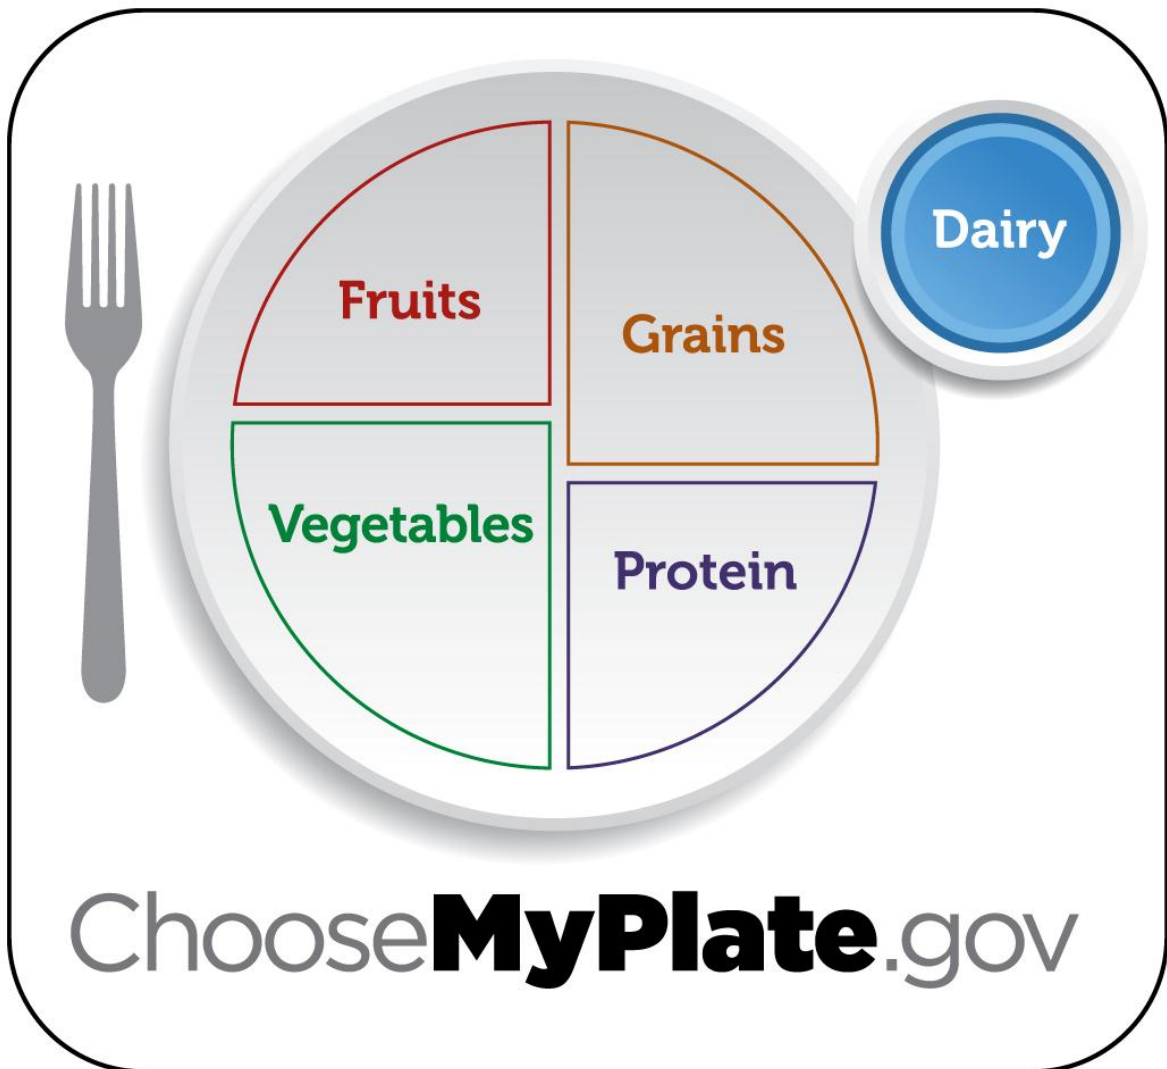 Fruits
Grains
Dairy
Vegetables
Protein
ChooseMyPlate.gov